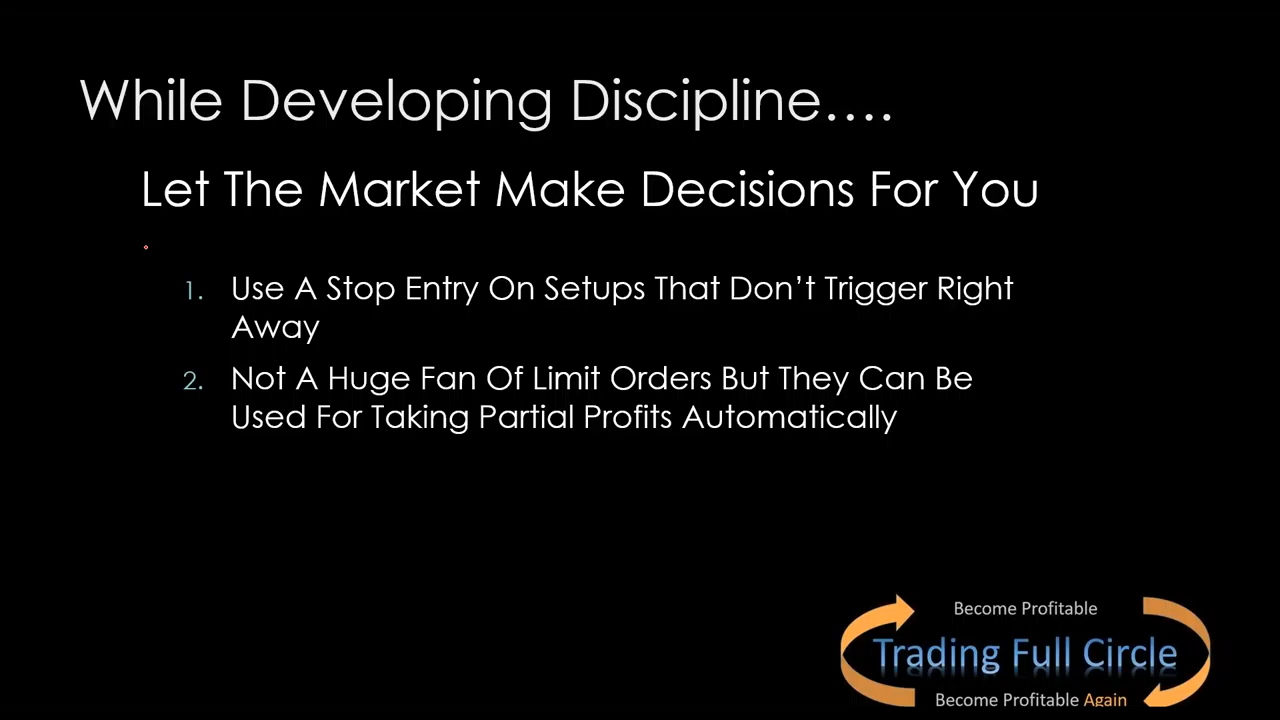 While Developing Discipline....
Let The Market Make Decisions For You
1. Use A Stop Entry On Setups That Don't Trigger Right
Away
2. Not A Huge Fan Of Limit Orders But They Can Be
Used For Taking Partial Profits Automatically
Become Profitable
Trading Full Circle
Become Profitable Again